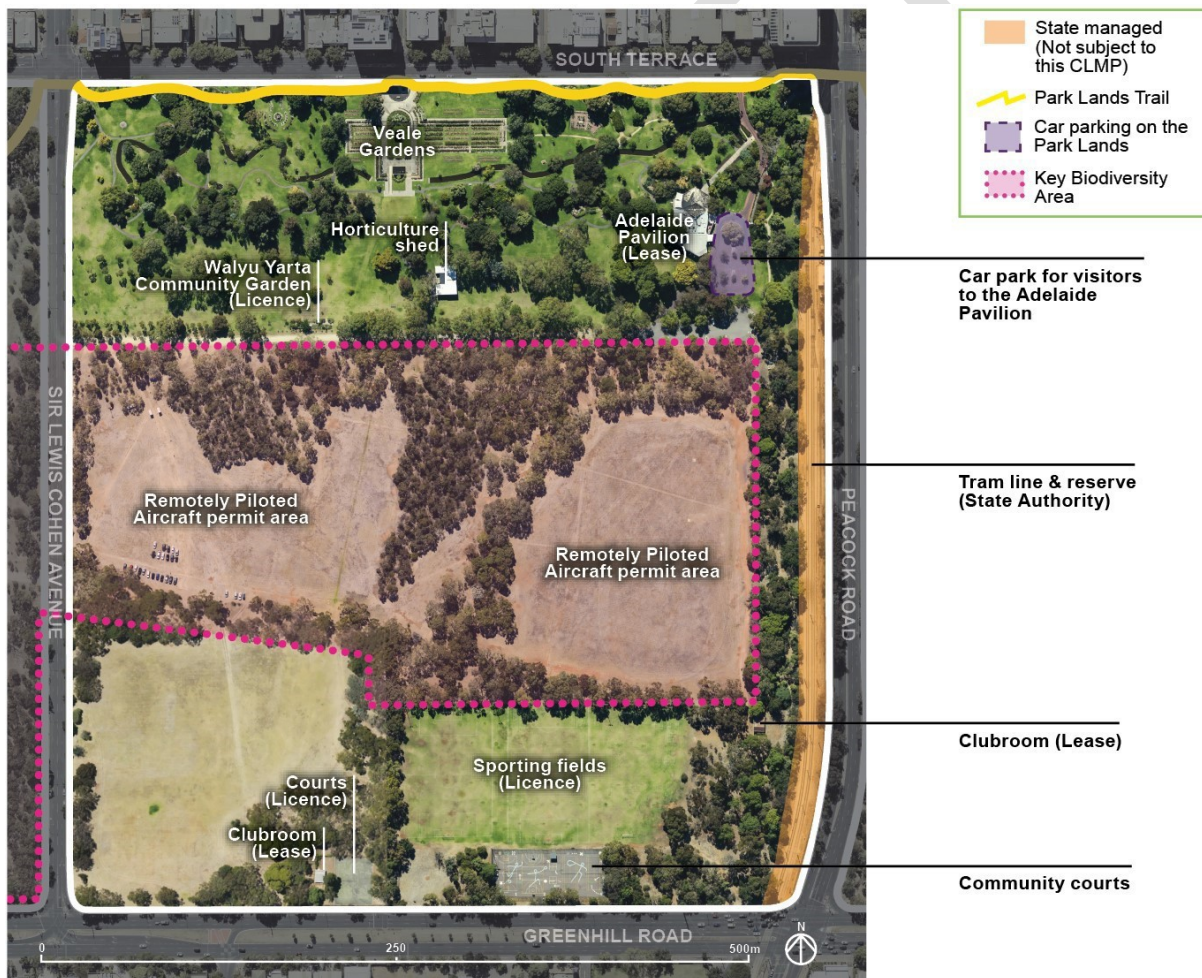 SOUTH TERRACE
State managed
(Not subject to
this CLMP)
Park Lands Trail
Car parking on the
Park Lands
Key Biodiversity
Area
Veale
Gardens
Horticulture
shed
Adelaide
Pavilion
(Lease)
Walyu Yarta
Community Garden
(Licence)
Car park for visitors
to the Adelaide
Pavilion
SIR LEWIS COHEN AVENUE
Remotely Piloted
Aircraft permit area
Remotely Piloted
Aircraft permit area
Tram line & reserve
(State Authority)
PEACOCK ROAD
Clubroom (Lease)
Sporting fields
(Licence)
Courts
(Licence)
Clubroom
(Lease)
Community courts
GREENHILL ROAD
0
250
500m
N